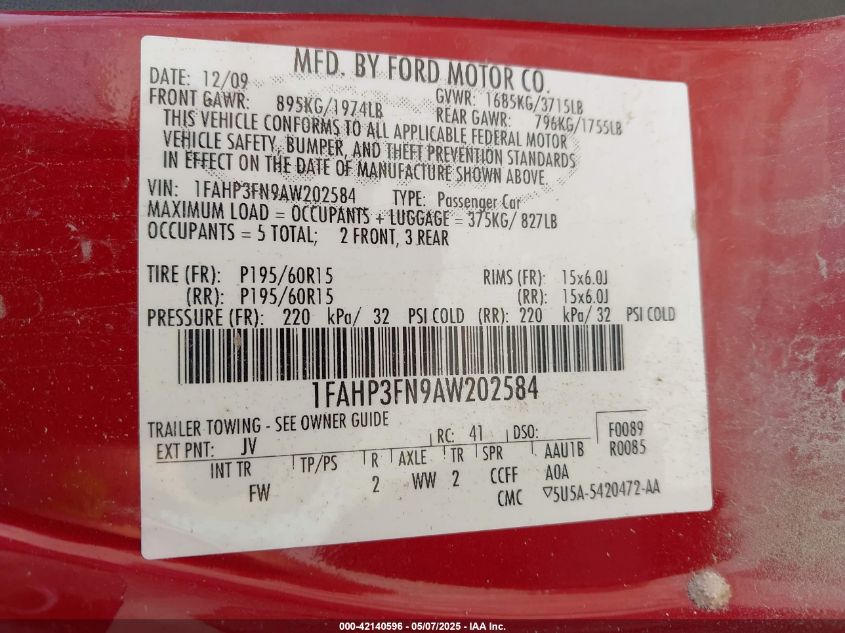 MFD. BY FORD MOTOR CO.
DATE: 12/09 GVWR: 1685KG/3715LB
FRONT GAWR: 895KG/1974LB REAR GAWR: 796KG/1755LB
THIS VEHICLE CONFORMS TO ALL APPLICABLE FEDERAL MOTOR
VEHICLE SAFETY, BUMPER, AND THEFT PREVENTION STANDARDS
IN EFFECT ON THE DATE OF MANUFACTURE SHOWN ABOVE.
VIN: 1FAHP3FN9AW202584 TYPE: Passenger Car
MAXIMUM LOAD = OCCUPANTS + LUGGAGE = 375KG/ 827LB
OCCUPANTS = 5 TOTAL; 2 FRONT, 3 REAR
TIRE (FR): P195/60R15 RIMS (FR): 15x6.0J
(RR): P195/60R15 (RR): 15x6.0J
PRESSURE (FR): 220 kPa/ 32 PSI COLD (RR): 220 kPa/ 32 PSI COLD
1FAHP3FN9AW202584
TRAILER TOWING - SEE OWNER GUIDE
EXT PNT: JV RC: 41 DSO: F0089
INT TR TP/PS R AXLE TR SPR AAU1B R0085
FW 2 WW 2 CCFF A0A
CMC ▽5U5A-5420472-AA
000-42140596 - 05/07/2025 - IAA Inc.